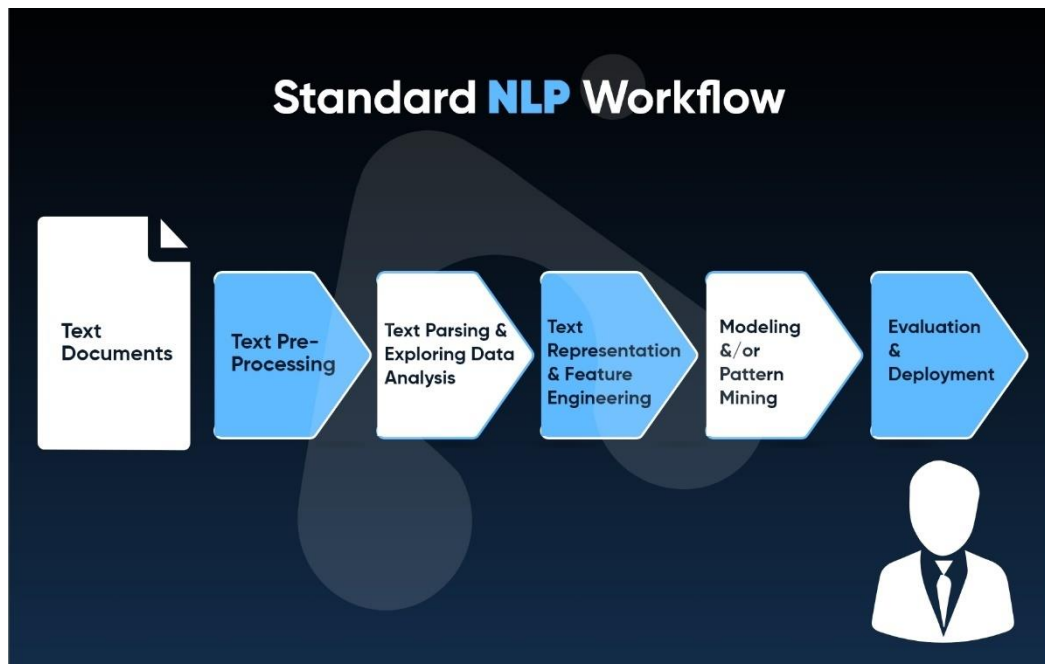 Standard NLP Workflow
Text
Documents
Text Pre-
Processing
Text Parsing &
Exploring Data
Analysis
Text
Representation
& Feature
Engineering
Modeling
&/or
Pattern
Mining
Evaluation
&
Deployment